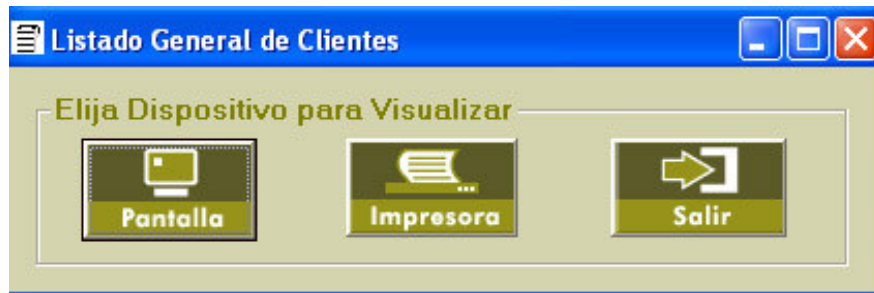 Listado General de Clientes
Elija Dispositivo para Visualizar
Pantalla Impresora Salir